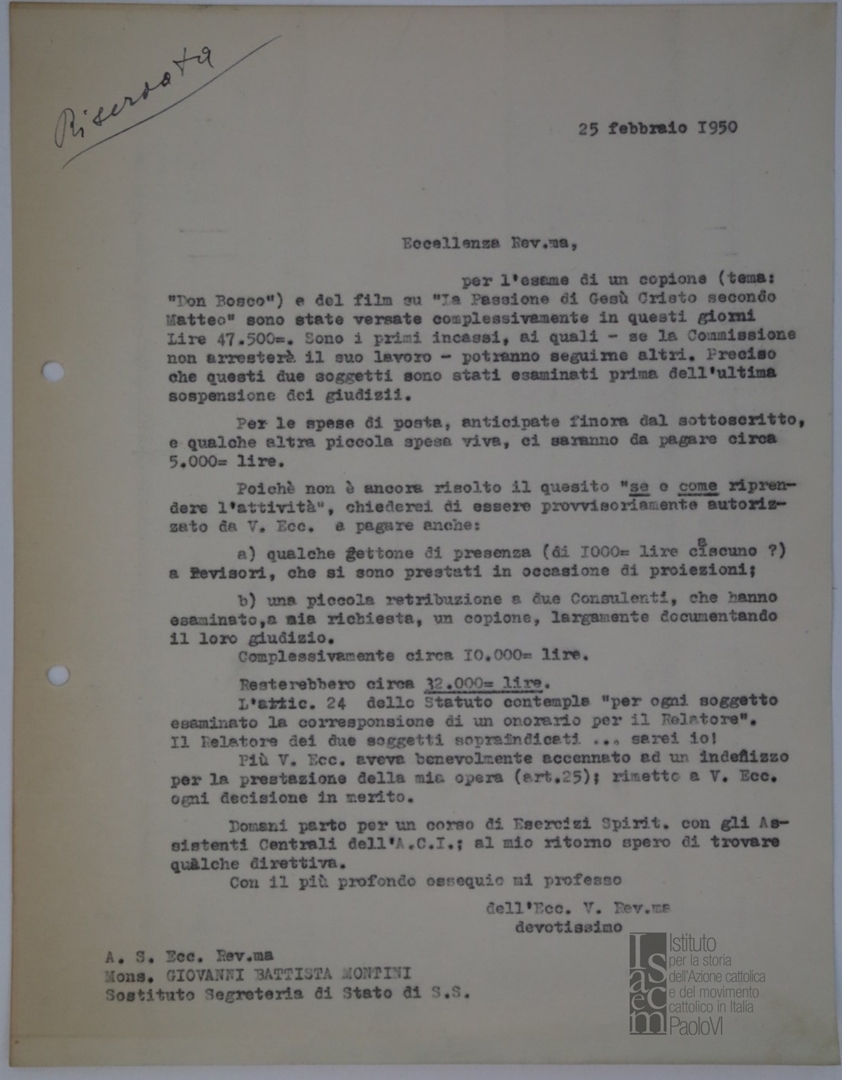 Riservata
25 febbraio I950
Eccellenza Rev.ma,
per l'esame di un copione (tema:
"Don Bosco") e del film su "La Passione di Gesù Cristo secondo
Matteo" sono state versate complessivamente in questi giorni
Lire 47.500=. Sono i primi incassi, ai quali - se la Commissione
non arresterà il suo lavoro - potranno seguirne altri. Preciso
che questi due soggetti sono stati esaminati prima dell'ultima
sospensione dei giudizii.
Per le spese di posta, anticipate finora dal sottoscritto,
e qualche altra piccola spesa viva, ci saranno da pagare circa
5.000= lire.
Poichè non è ancora risolto il quesito "se e come ripren-
dere l'attività", chiederei di essere provvisoriamente autoriz-
zato da V. Ecc. a pagare anche:
a) qualche gettone di presenza (di I000= lire ciascuno ?)
a Revisori, che si sono prestati in occasione di proiezioni;
b) una piccola retribuzione a due Consulenti, che hanno
esaminato,a mia richiesta, un copione, largamente documentando
il loro giudizio.
Complessivamente circa I0.000= lire.
Resterebbero circa 32.000= lire.
L'artic. 24 dello Statuto contempla "per ogni soggetto
esaminato la corresponsione di un onorario per il Relatore".
Il Relatore dei due soggetti sopraindicati ... sarei io!
Più V. Ecc. aveva benevolmente accennato ad un indennizzo
per la prestazione della mia opera (art.25); rimetto a V. Ecc.
ogni decisione in merito.
Domani parto per un corso di Esercizi Spirit. con gli As-
sistenti Centrali dell'A.C.I.; al mio ritorno spero di trovare
qualche direttiva.
Con il più profondo ossequio mi professo
dell'Ecc. V. Rev.ma
devotissimo
A. S. Ecc. Rev.ma
Mons. GIOVANNI BATTISTA MONTINI
Sostituto Segreteria di Stato di S.S.
Isacem
Istituto
per la storia
dell'Azione cattolica
e del movimento
cattolico in Italia
PaoloVI